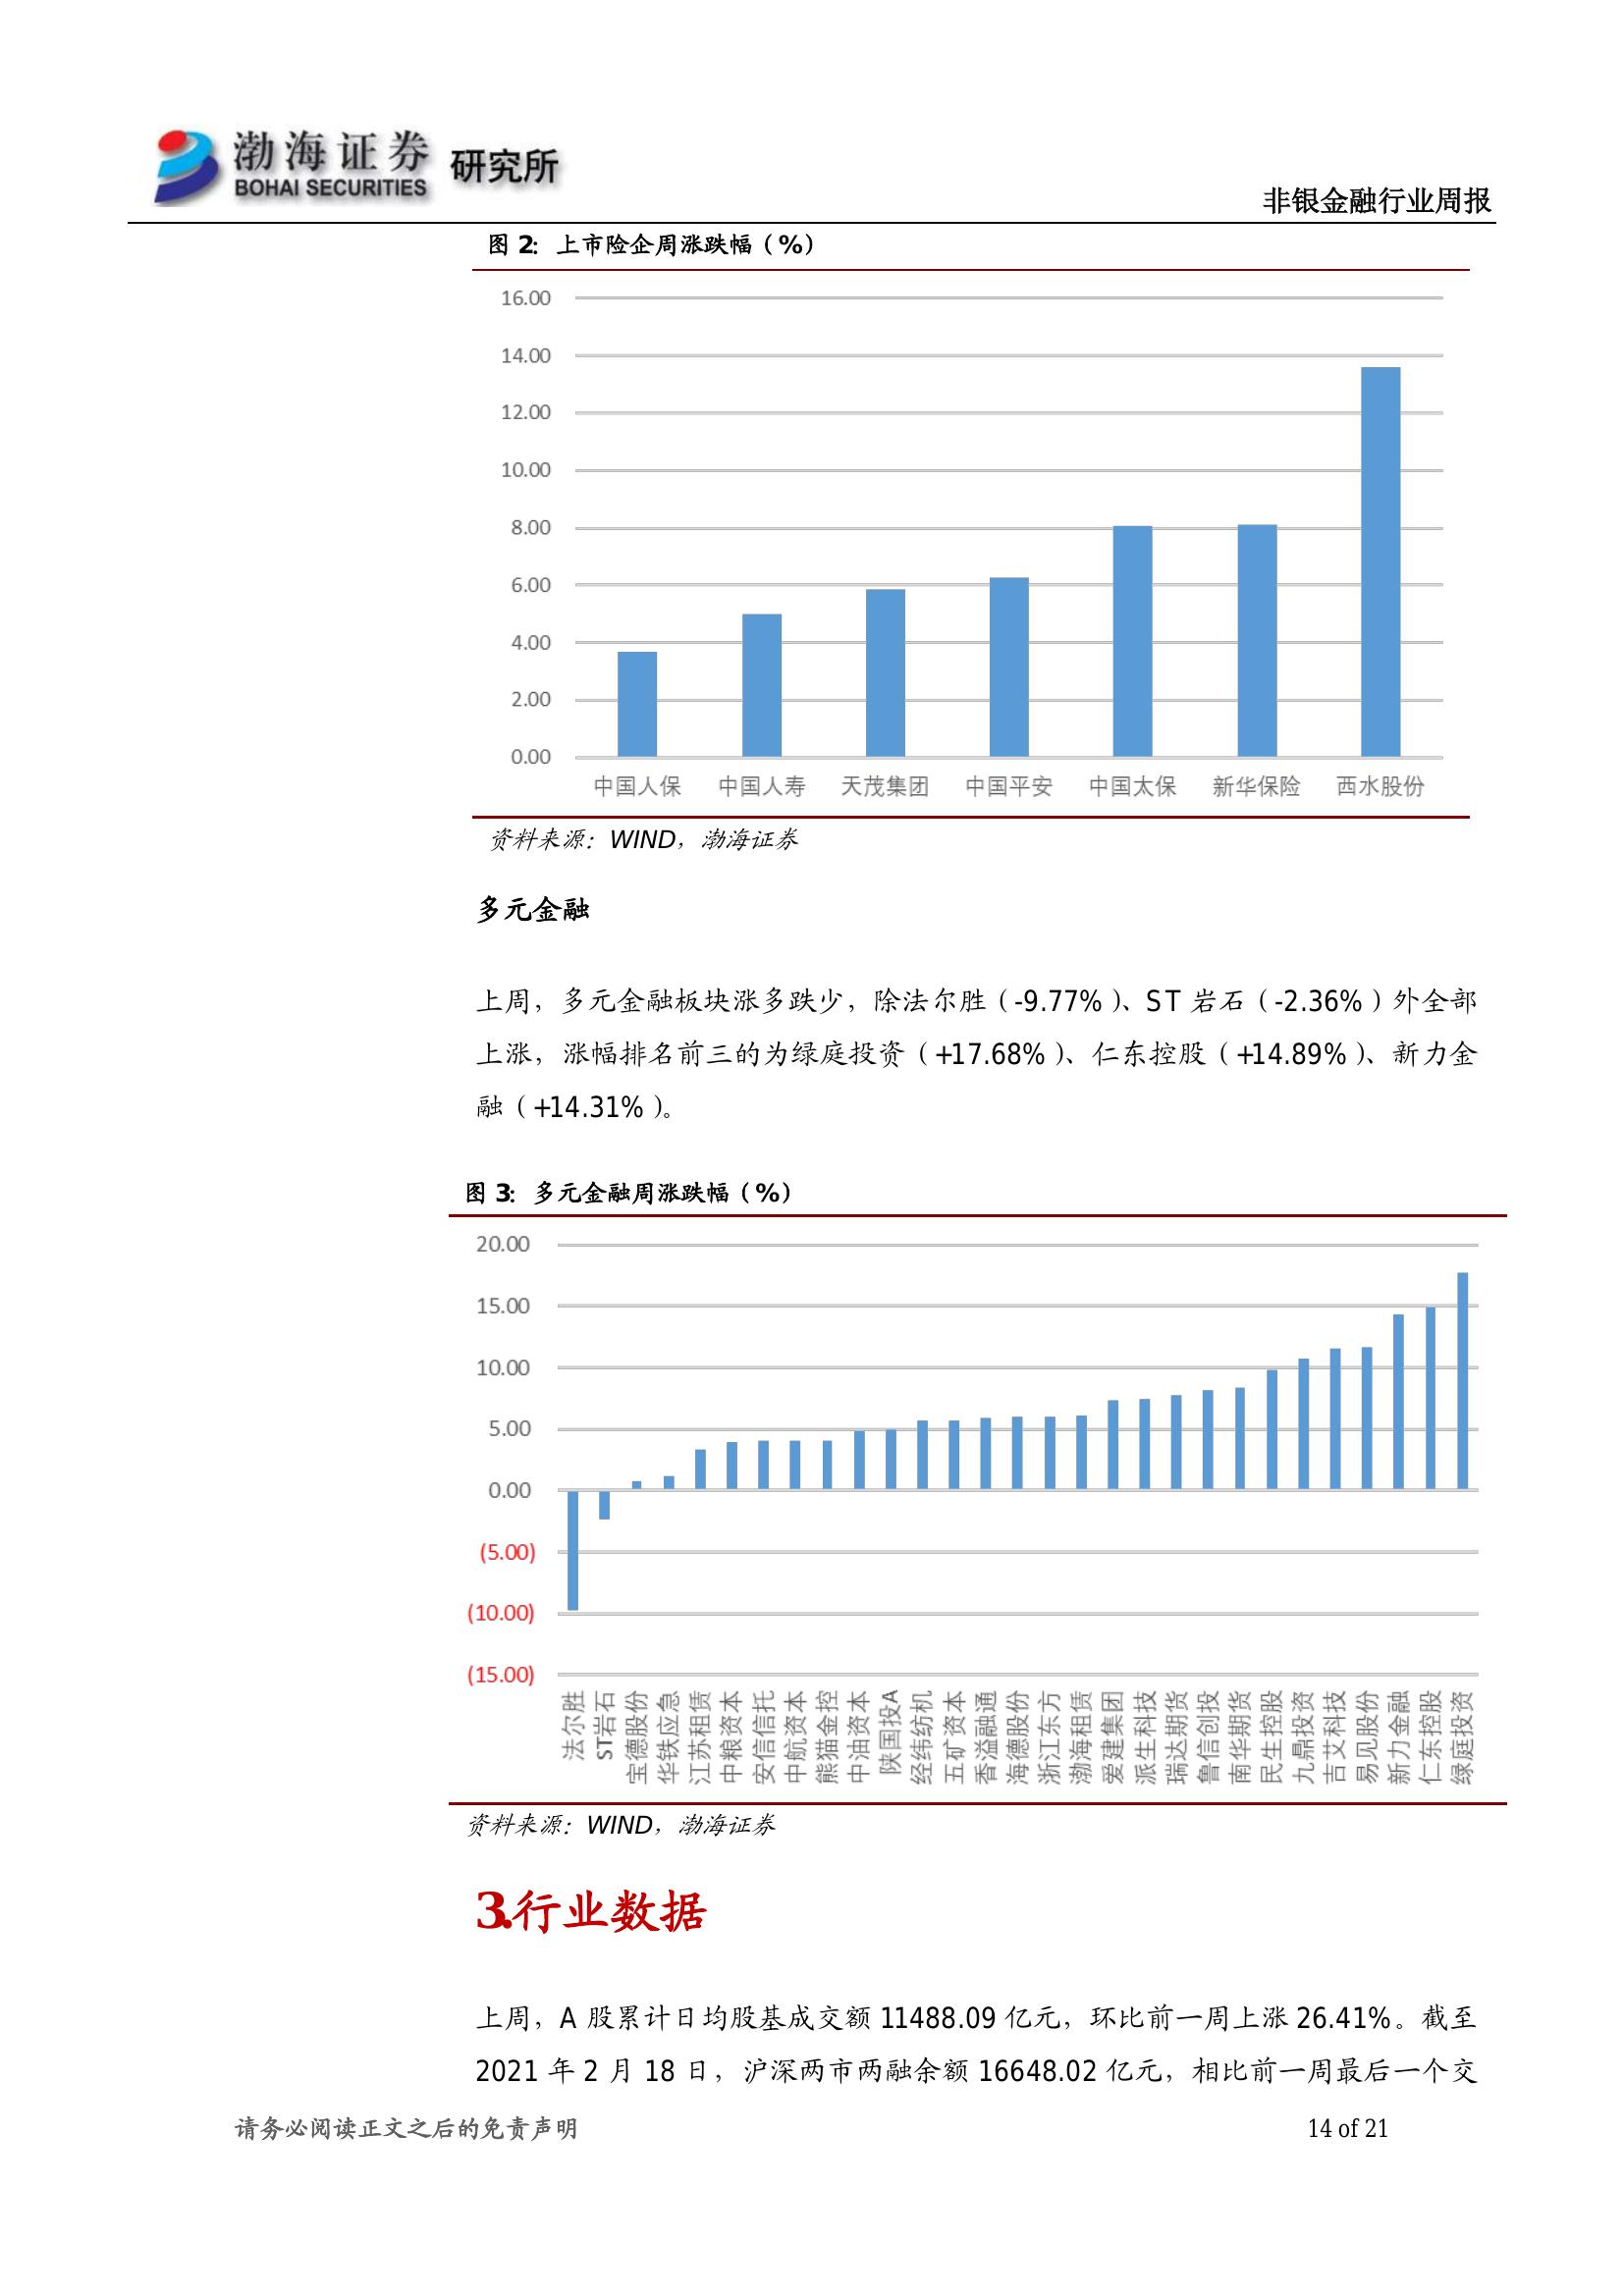 渤海证券 研究所
BOHAI SECURITIES
非银金融行业周报
图 2：上市险企周涨跌幅（%）
16.00
14.00
12.00
10.00
8.00
6.00
4.00
2.00
0.00
中国人保 中国人寿 天茂集团 中国平安 中国太保 新华保险 西水股份
资料来源：WIND，渤海证券
多元金融
上周，多元金融板块涨多跌少，除法尔胜（-9.77%）、ST 岩石（-2.36%）外全部
上涨，涨幅排名前三的为绿庭投资（+17.68%）、仁东控股（+14.89%）、新力金
融（+14.31%）。
图 3：多元金融周涨跌幅（%）
20.00
15.00
10.00
5.00
0.00
(5.00)
(10.00)
(15.00)
法尔胜
ST岩石
宝德股份
华铁应急
江苏租赁
中粮资本
安信信托
中航资本
熊猫金控
中油资本
陕国投A
经纬纺机
五矿资本
香溢融通
海德股份
浙江东方
渤海租赁
爱建集团
派生科技
瑞达期货
鲁信创投
南华期货
民生控股
九鼎投资
吉艾科技
易见股份
新力金融
仁东控股
绿庭投资
资料来源：WIND，渤海证券
3.行业数据
上周，A 股累计日均股基成交额 11488.09 亿元，环比前一周上涨 26.41%。截至
2021 年 2 月 18 日，沪深两市两融余额 16648.02 亿元，相比前一周最后一个交
请务必阅读正文之后的免责声明
14 of 21